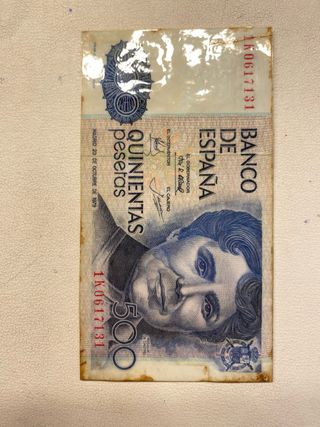 1K0617131
BANCO
DE
ESPAÑA
EL GOBERNADOR
EL INTERVENTOR
EL CAJERO
QUINIENTAS
pesetas
MADRID 23 DE OCTUBRE DE 1979
1K0617131
500